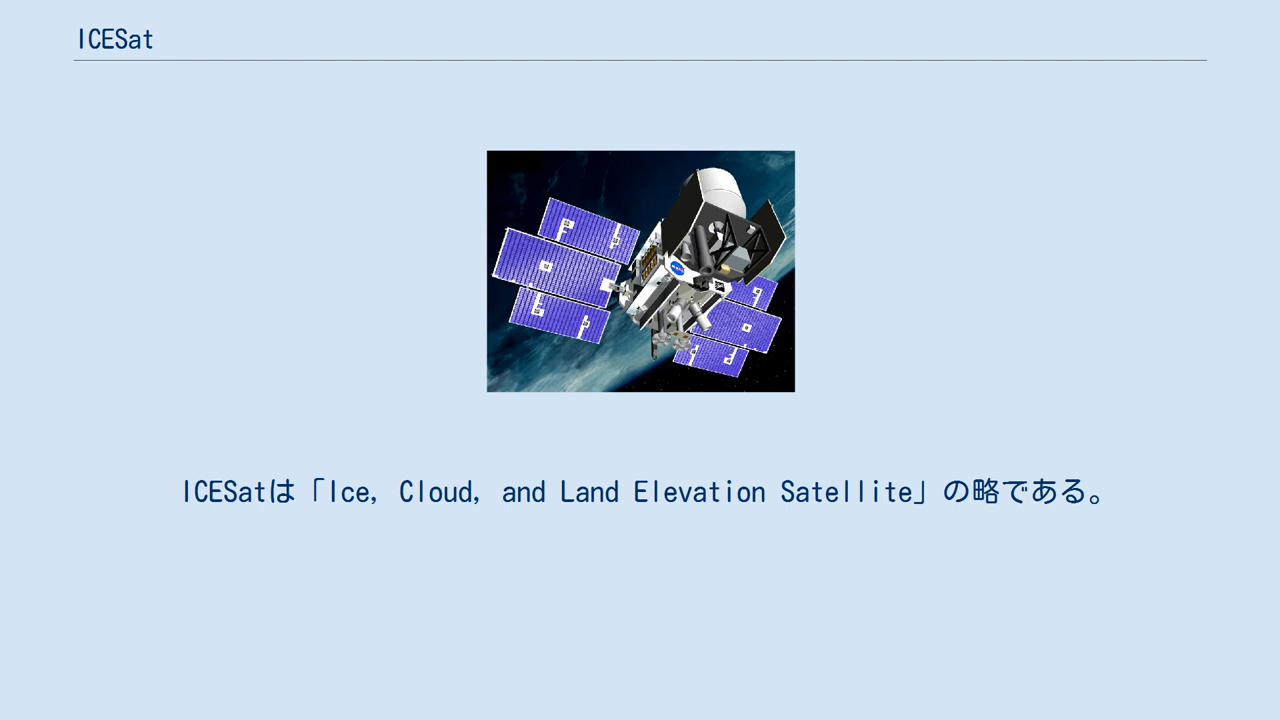 ICESat
ICESatは「Ice, Cloud, and Land Elevation Satellite」の略である。